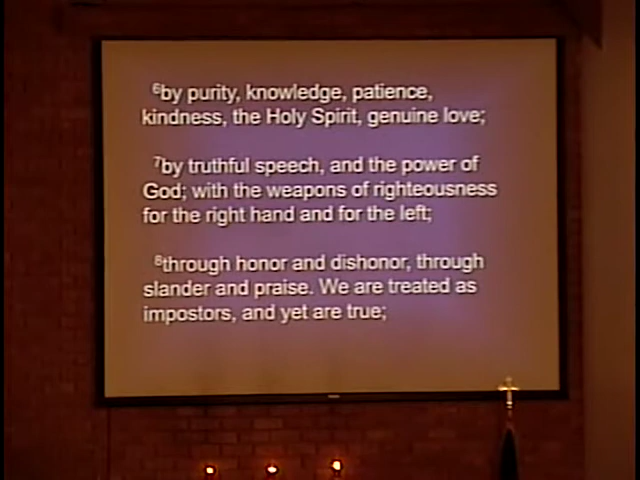 ⁶by purity, knowledge, patience,
kindness, the Holy Spirit, genuine love;
⁷by truthful speech, and the power of
God; with the weapons of righteousness
for the right hand and for the left;
⁸through honor and dishonor, through
slander and praise. We are treated as
impostors, and yet are true;